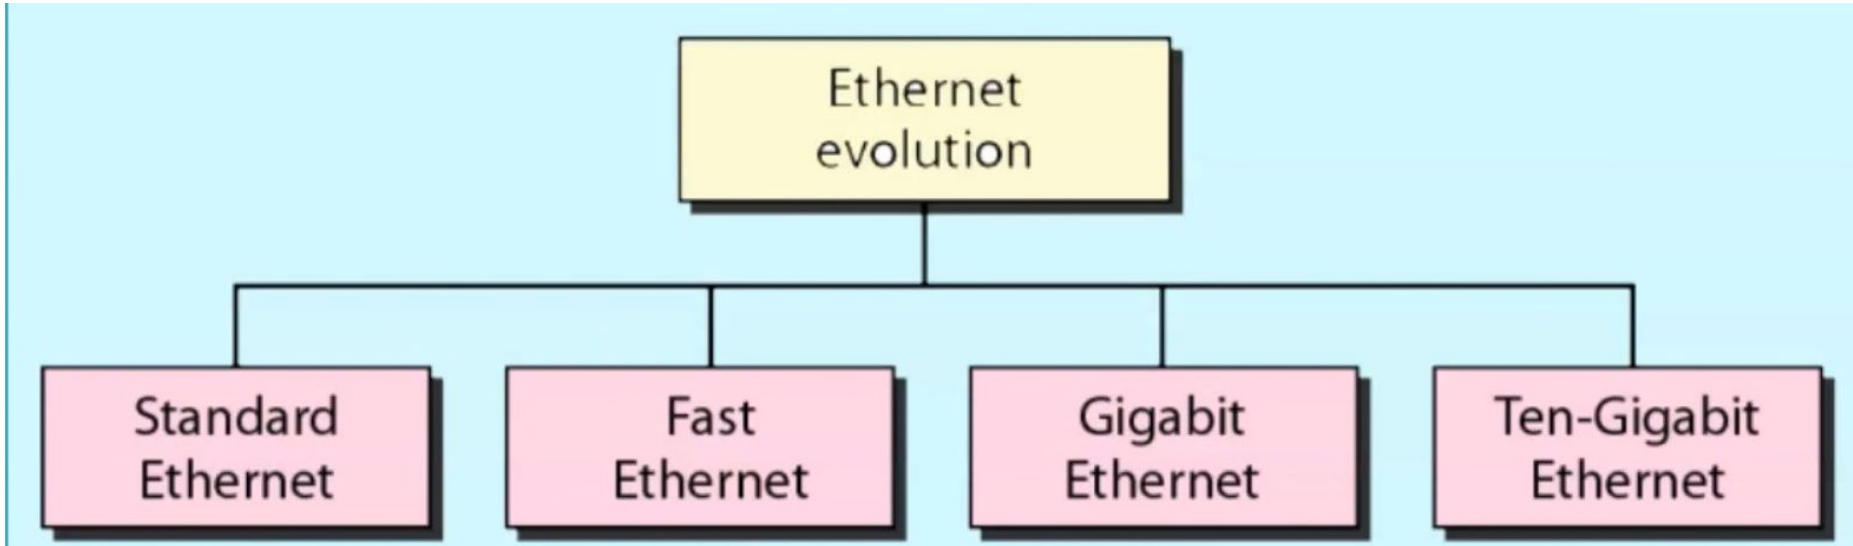 Ethernet
evolution
Standard
Ethernet
Fast
Ethernet
Gigabit
Ethernet
Ten-Gigabit
Ethernet